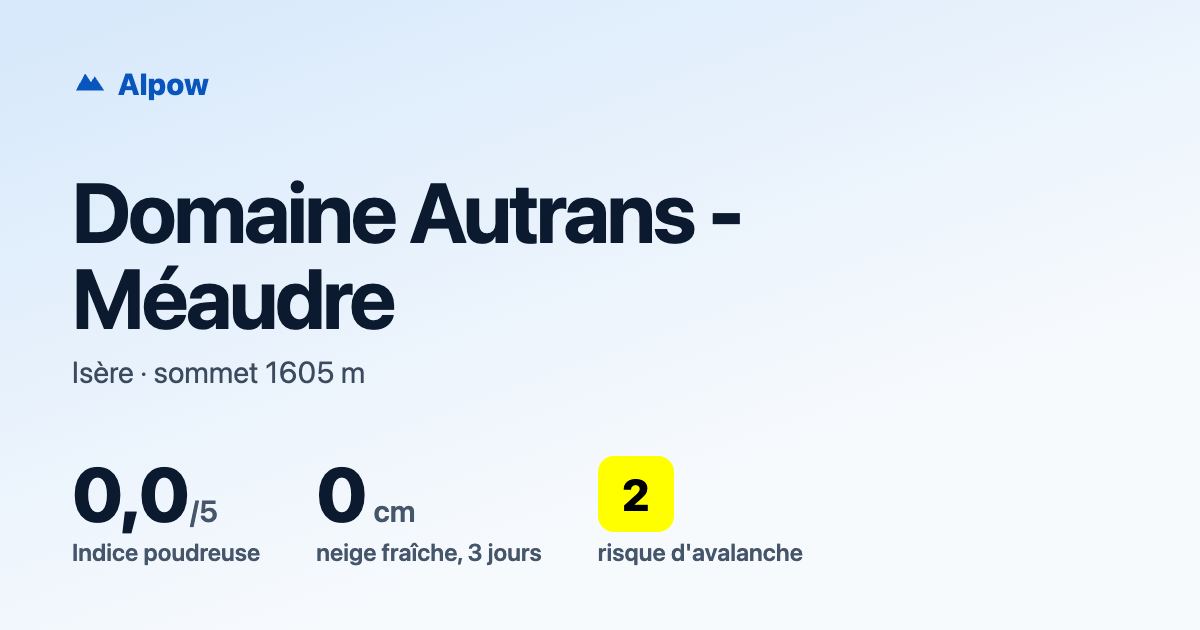 Alpow
Domaine Autrans -
Méaudre
Isère · sommet 1605 m
0,0/5
Indice poudreuse
0 cm
neige fraîche, 3 jours
2
risque d'avalanche